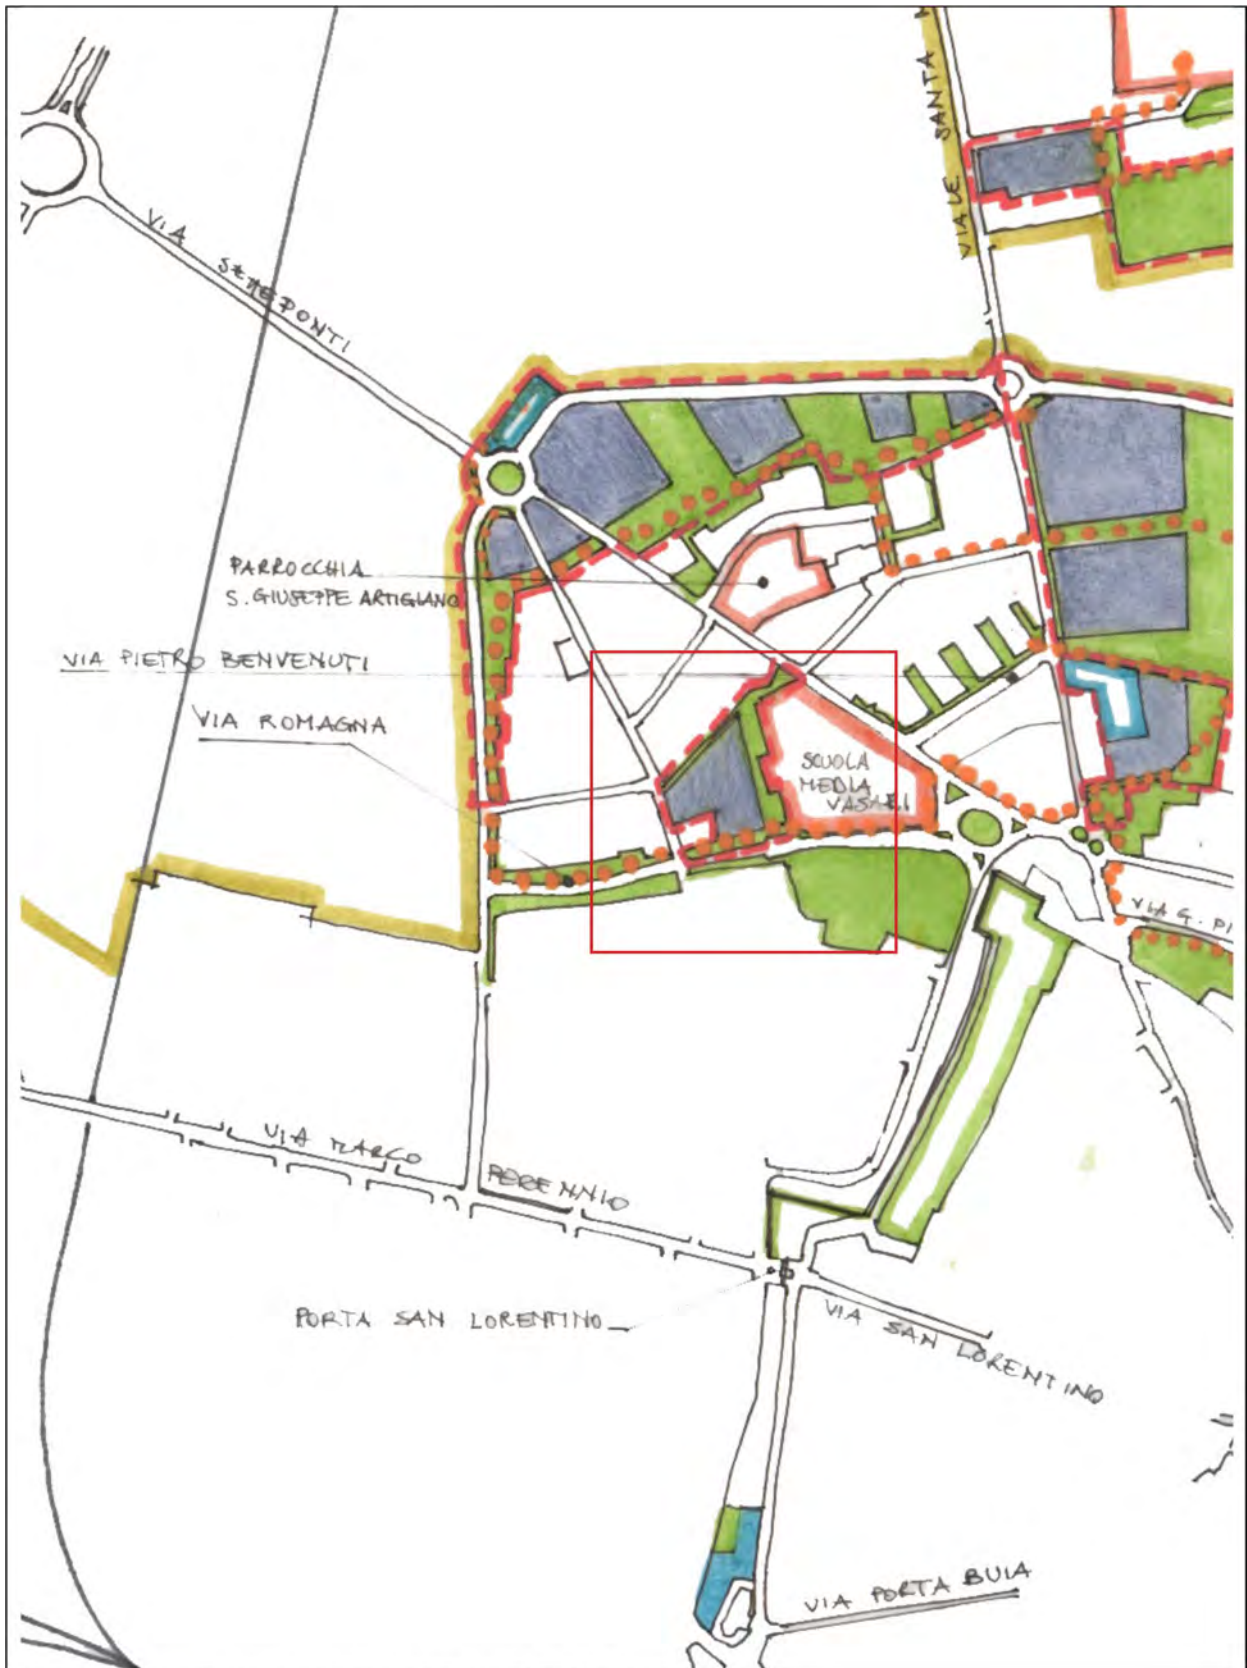 VIALE SANTA
VIA SETTEPONTI
PARROCCHIA
S. GIUSEPPE ARTIGIANO
VIA PIETRO BENVENUTI
VIA ROMAGNA
SCUOLA
MEDIA
VASARI
VIA G. PI
VIA MARCO PERENNIO
PORTA SAN LORENTINO
VIA SAN LORENTINO
VIA PORTA BUIA